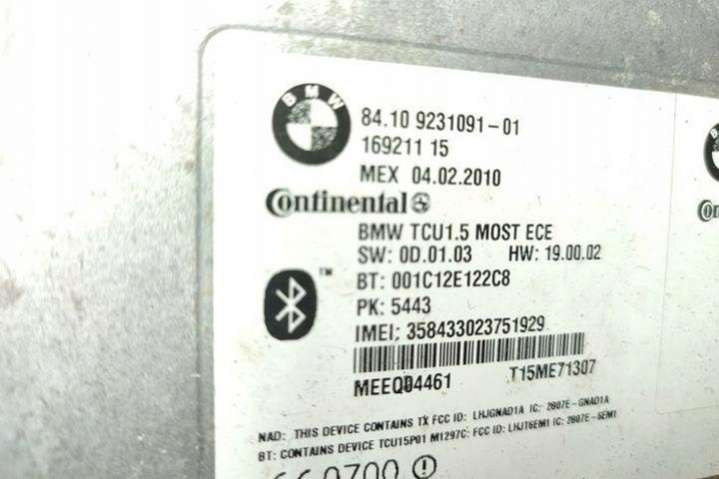 BMW
84.10 9231091-01
169211 15
MEX 04.02.2010
Continental
BMW TCU1.5 MOST ECE
SW: 0D.01.03 HW: 19.00.02
BT: 001C12E122C8
™
PK: 5443
IMEI: 358433023751929
MEEQ04461 T15ME71307
NAD: THIS DEVICE CONTAINS TX FCC ID: LHJGNAD1A IC: 2807E-GNAD1A
BT: CONTAINS DEVICE TCU15P01 M1297C: FCC ID: LHJT6EM1 IC: 2807E-6EM1